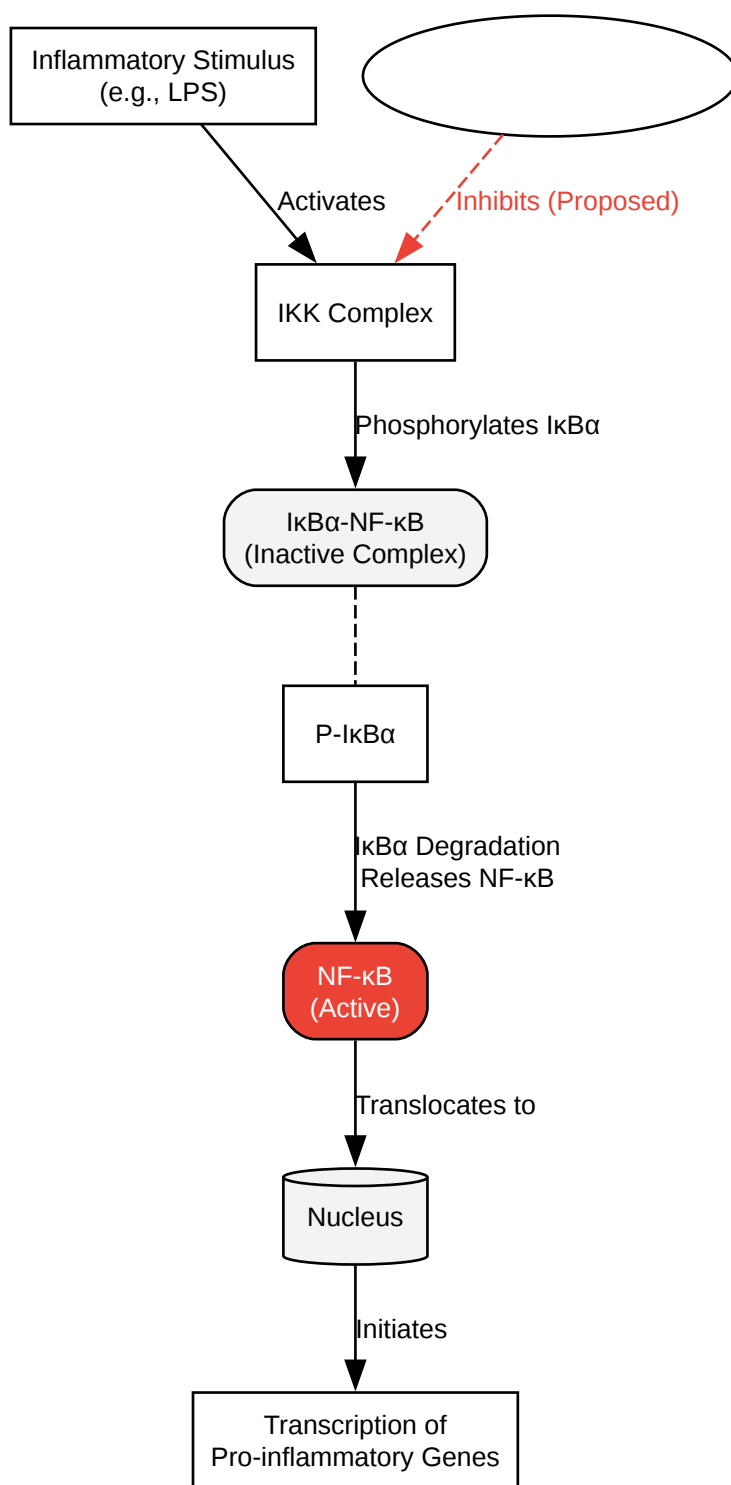 Inflammatory Stimulus
(e.g., LPS)
Activates
Inhibits (Proposed)
IKK Complex
Phosphorylates IκBα
IκBα-NF-κB
(Inactive Complex)
P-IκBα
IκBα Degradation
Releases NF-κB
NF-κB
(Active)
Translocates to
Nucleus
Initiates
Transcription of
Pro-inflammatory Genes